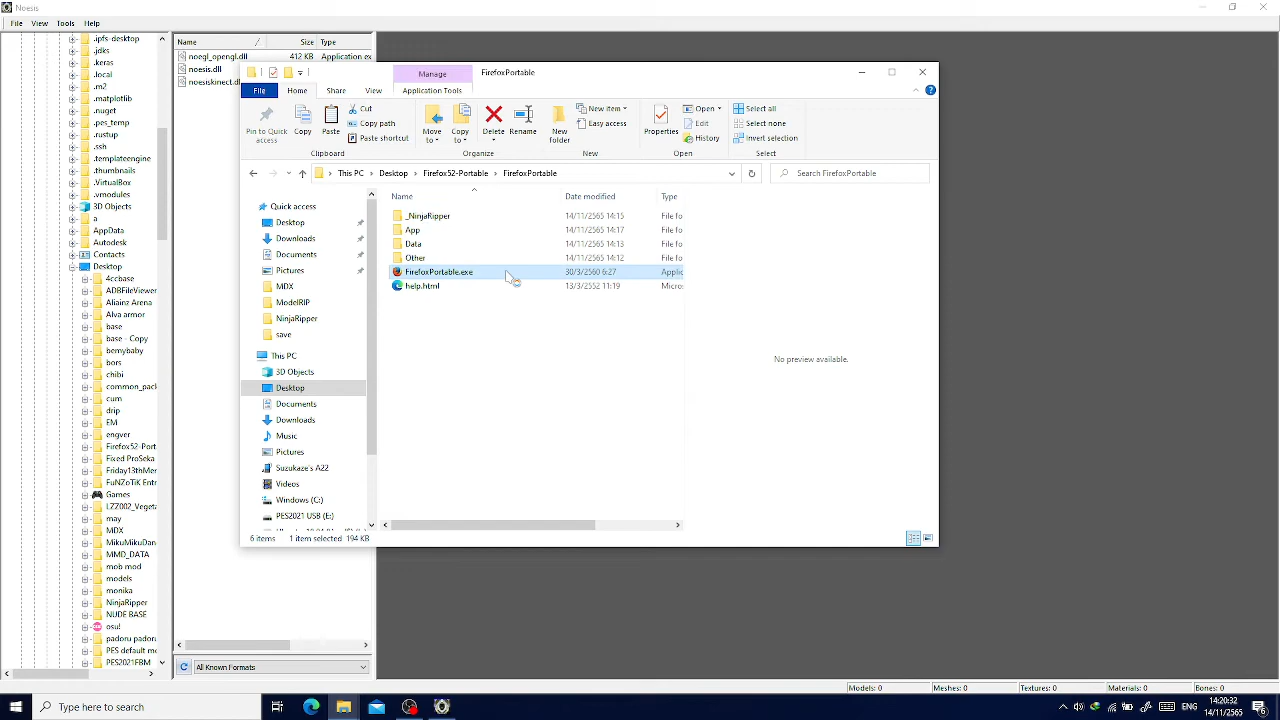 Noesis
File View Tools Help
.ipfs-desktop
.jdks
.keras
.local
.m2
.matplotlib
.nuget
.pes_temp
.rustup
.ssh
.templateengine
.thumbnails
.VirtualBox
.vmodules
3D Objects
a
AppData
Autodesk
Contacts
Desktop
4ccbase
ADBFileViewer
Aliainz Arena
Alva armor
base
base - Copy
bemybaby
bors
chibi
common_pack
cum
drip
EM
engver
Firefox52-Port
Fixed ProSeka
Friday13thMe
FuNZoTiK Ent
Games
LZZ002_Vegeta
may
MDX
MikuMikuDan
MMD_DATA
mob mod
models
monika
NinjaRipper
NUDE BASE
osu!
padoru padoru
PES default mo
PES2021FBM
Name Size Type
noegl_opengl.dll 412 KB Application ex
noesis.dll
noesiskinect.dl
All Known Formats
Manage FirefoxPortable
File Home Share View Application Tools
Pin to Quick access
Copy
Paste
Cut
Copy path
Paste shortcut
Clipboard
Move to
Copy to
Delete
Rename
Organize
New folder
New item
Easy access
New
Properties
Open
Edit
History
Open
Select all
Select none
Invert selection
Select
This PC Desktop Firefox52-Portable FirefoxPortable
Search FirefoxPortable
Quick access
Desktop
Downloads
Documents
Pictures
MDX
ModelRIP
NinjaRipper
save
This PC
3D Objects
Desktop
Documents
Downloads
Music
Pictures
Suzukaze's A22
Videos
Windows (C:)
PES2021 USB (E:)
Name Date modified Type
_NinjaRipper 14/11/2565 14:15 File fo
App 14/11/2565 14:17 File fo
Data 14/11/2565 14:13 File fo
Other 14/11/2565 14:12 File fo
FirefoxPortable.exe 30/3/2560 6:27 Applic
help.html 13/3/2552 11:19 Micros
No preview available.
6 items 1 item selected 194 KB
Models: 0 Meshes: 0 Textures: 0 Materials: 0 Bones: 0
Type here to search
ENG
14:20:32
14/11/2565